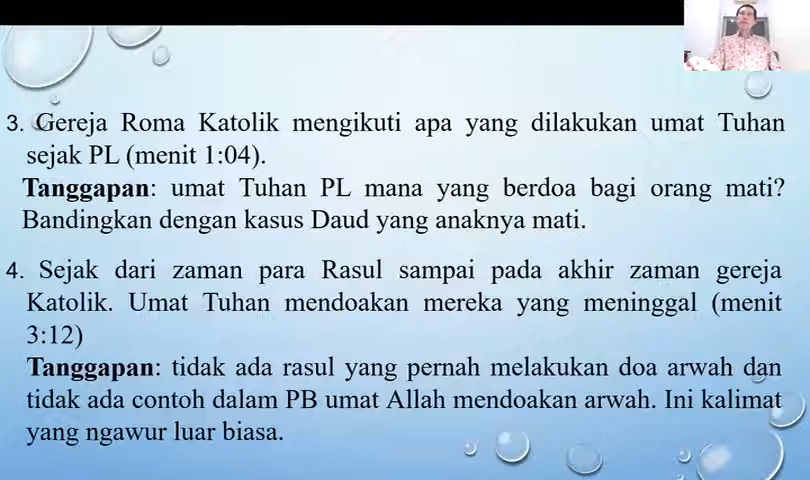 3. Gereja Roma Katolik mengikuti apa yang dilakukan umat Tuhan
sejak PL (menit 1:04).
Tanggapan: umat Tuhan PL mana yang berdoa bagi orang mati?
Bandingkan dengan kasus Daud yang anaknya mati.
4. Sejak dari zaman para Rasul sampai pada akhir zaman gereja
Katolik. Umat Tuhan mendoakan mereka yang meninggal (menit
3:12)
Tanggapan: tidak ada rasul yang pernah melakukan doa arwah dan
tidak ada contoh dalam PB umat Allah mendoakan arwah. Ini kalimat
yang ngawur luar biasa.